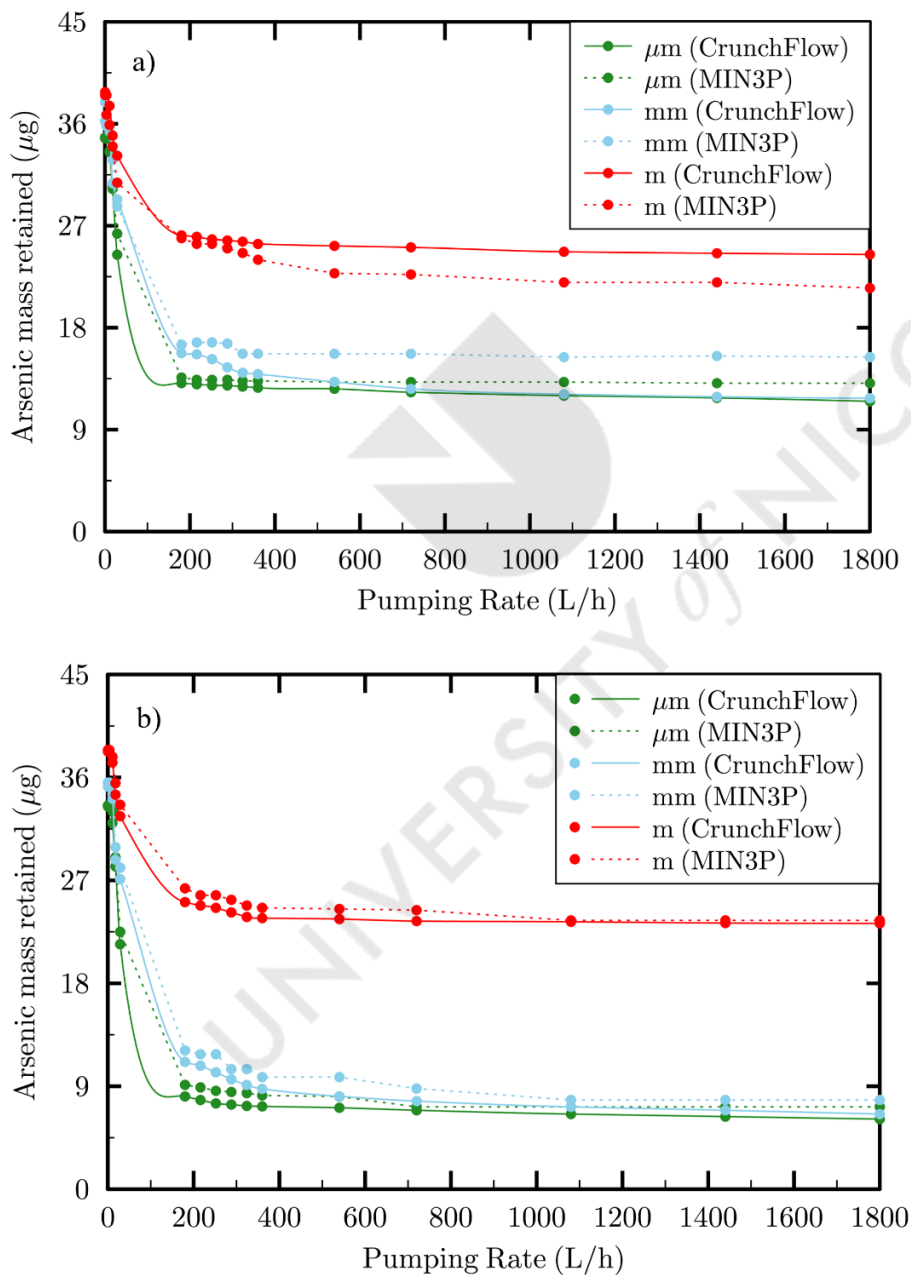 45
36
27
18
9
0
Arsenic mass retained (μg)
a)
μm (CrunchFlow)
μm (MIN3P)
mm (CrunchFlow)
mm (MIN3P)
m (CrunchFlow)
m (MIN3P)
0 200 400 600 800 1000 1200 1400 1600 1800
Pumping Rate (L/h)
45
36
27
18
9
0
Arsenic mass retained (μg)
b)
μm (CrunchFlow)
μm (MIN3P)
mm (CrunchFlow)
mm (MIN3P)
m (CrunchFlow)
m (MIN3P)
0 200 400 600 800 1000 1200 1400 1600 1800
Pumping Rate (L/h)
UNIVERSITY of NICO